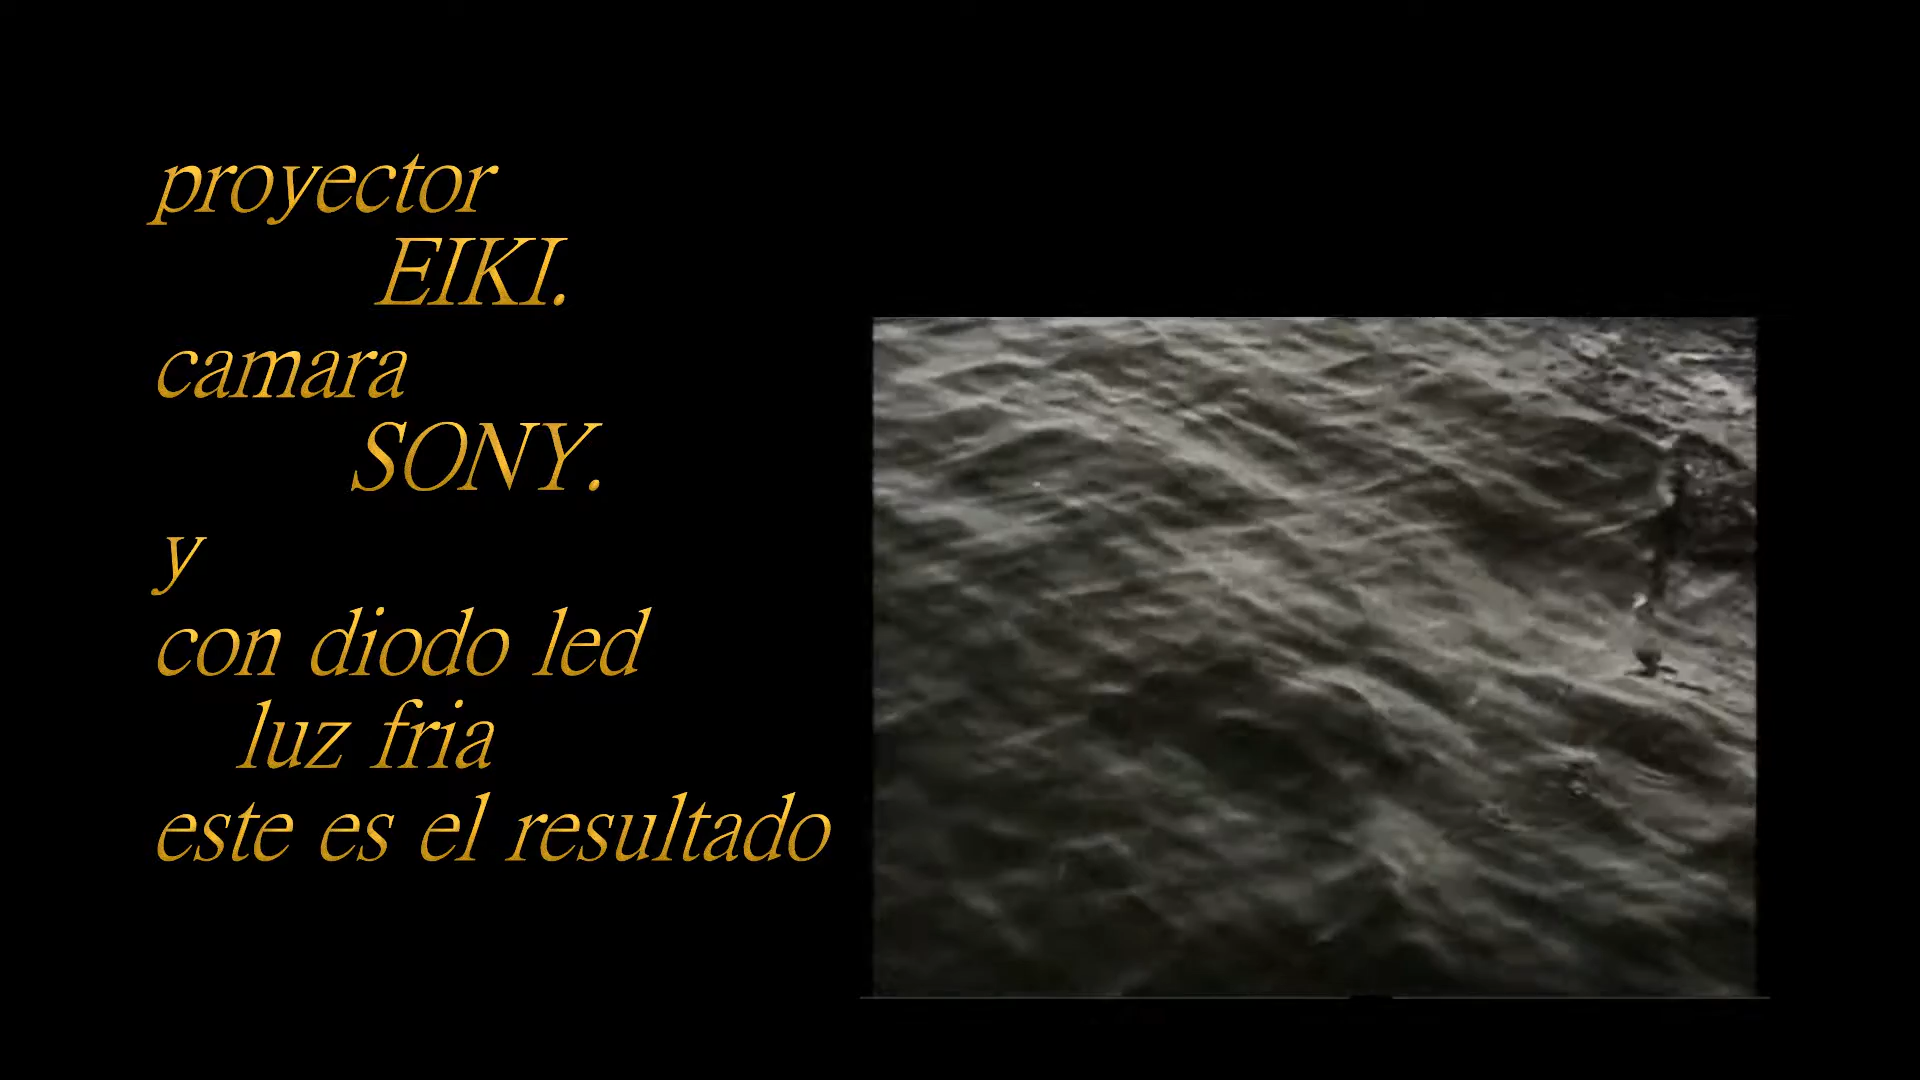 proyector
EIKI.
camara
SONY.
y
con diodo led
luz fria
este es el resultado